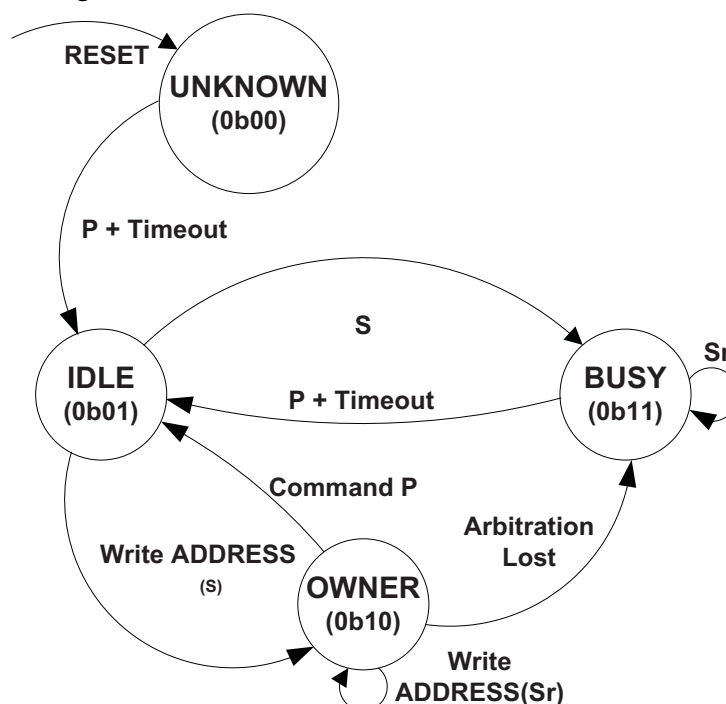 RESET
UNKNOWN
(0b00)
P + Timeout
S
IDLE
(0b01)
BUSY
(0b11)
Sr
P + Timeout
Command P
Arbitration
Lost
Write ADDRESS
(S)
OWNER
(0b10)
Write
ADDRESS(Sr)